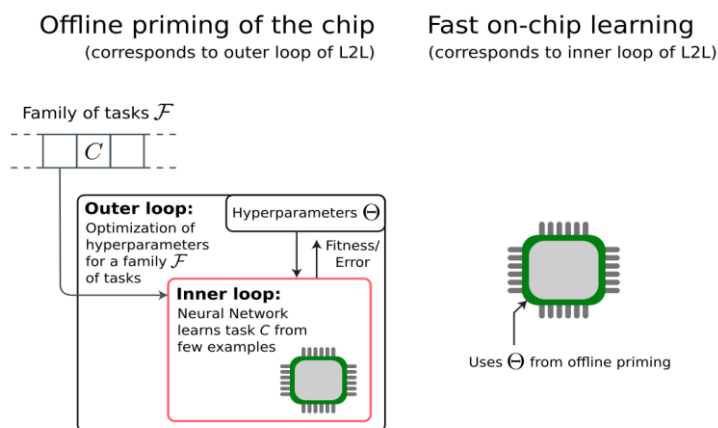 Offline priming of the chip
(corresponds to outer loop of L2L)
Fast on-chip learning
(corresponds to inner loop of L2L)
Family of tasks ℱ
C
Outer loop:
Optimization of
hyperparameters
for a family ℱ
of tasks
Hyperparameters Θ
Fitness/
Error
Inner loop:
Neural Network
learns task C from
few examples
Uses Θ from offline priming